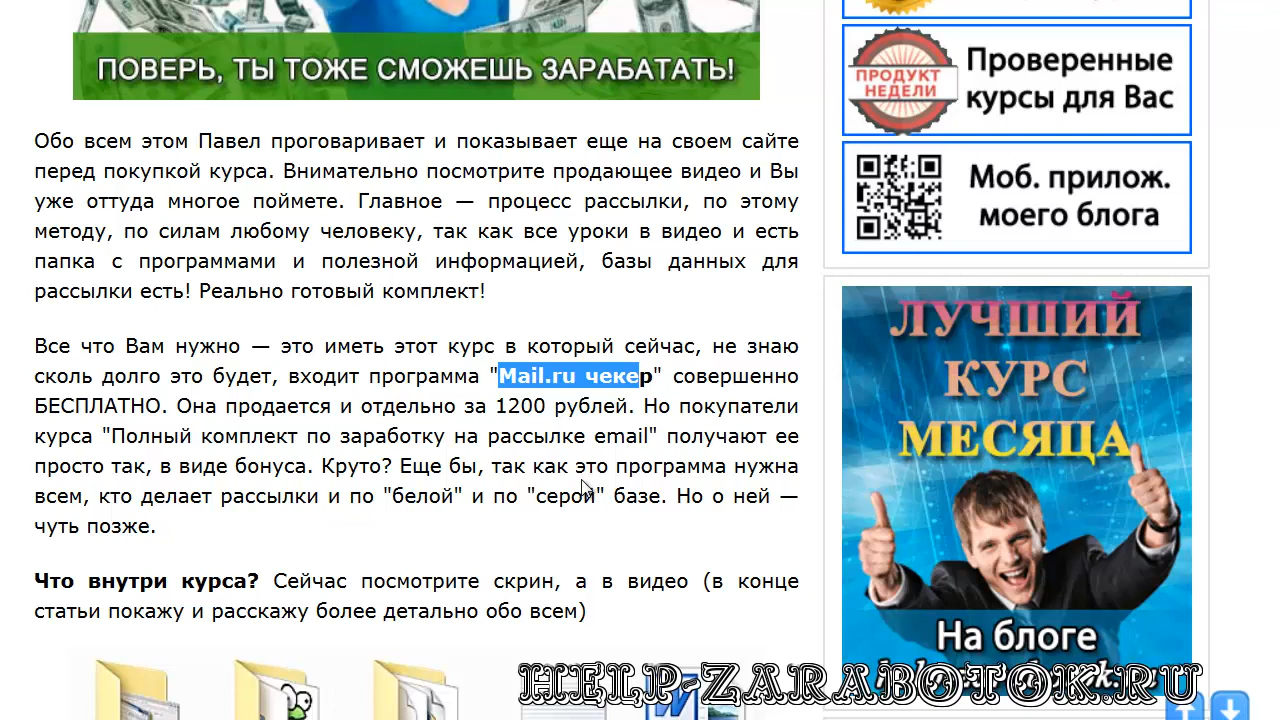 ПОВЕРЬ, ТЫ ТОЖЕ СМОЖЕШЬ ЗАРАБАТАТЬ!
Обо всем этом Павел проговаривает и показывает еще на своем сайте
перед покупкой курса. Внимательно посмотрите продающее видео и Вы
уже оттуда многое поймете. Главное — процесс рассылки, по этому
методу, по силам любому человеку, так как все уроки в видео и есть
папка с программами и полезной информацией, базы данных для
рассылки есть! Реально готовый комплект!
Все что Вам нужно — это иметь этот курс в который сейчас, не знаю
сколь долго это будет, входит программа "Mail.ru чекер" совершенно
БЕСПЛАТНО. Она продается и отдельно за 1200 рублей. Но покупатели
курса "Полный комплект по заработку на рассылке email" получают ее
просто так, в виде бонуса. Круто? Еще бы, так как это программа нужна
всем, кто делает рассылки и по "белой" и по "серой" базе. Но о ней —
чуть позже.
Что внутри курса? Сейчас посмотрите скрин, а в видео (в конце
статьи покажу и расскажу более детально обо всем)
ПРОДУКТ
НЕДЕЛИ
Проверенные
курсы для Вас
Моб. прилож.
моего блога
ЛУЧШИЙ
КУРС
МЕСЯЦА
На блоге
HELP-ZARABOTOK.RU